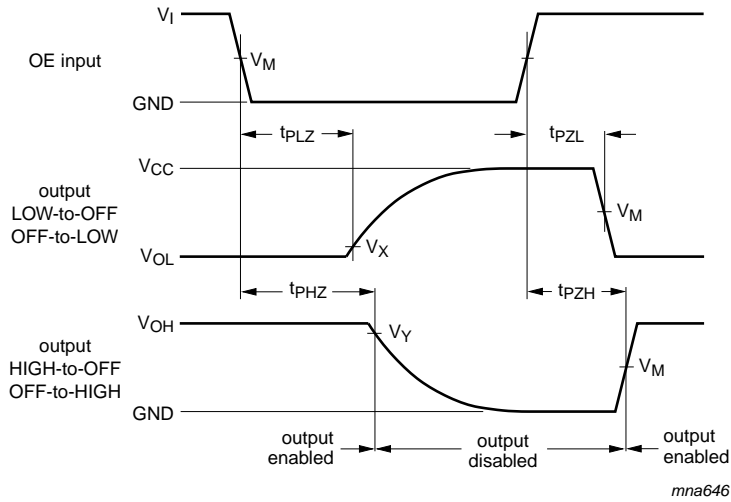 V_I
OE input
V_M
GND
t_PLZ
t_PZL
V_CC
output
LOW-to-OFF
OFF-to-LOW
V_M
V_X
V_OL
t_PHZ
t_PZH
V_OH
V_Y
output
HIGH-to-OFF
OFF-to-HIGH
V_M
GND
output
enabled
output
disabled
output
enabled
mna646